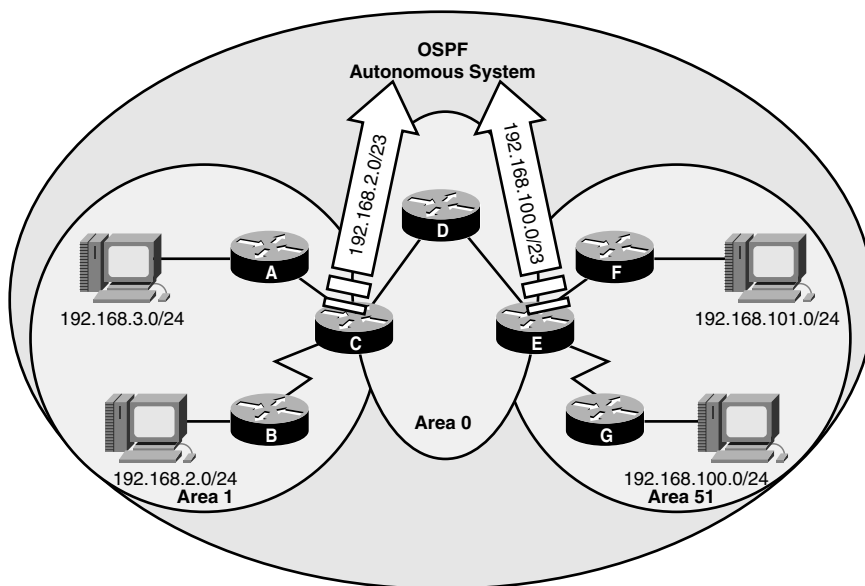 OSPF
Autonomous System
192.168.2.0/23
192.168.100.0/23
D
A
F
192.168.3.0/24
192.168.101.0/24
C
E
B
Area 0
G
192.168.2.0/24
192.168.100.0/24
Area 1
Area 51